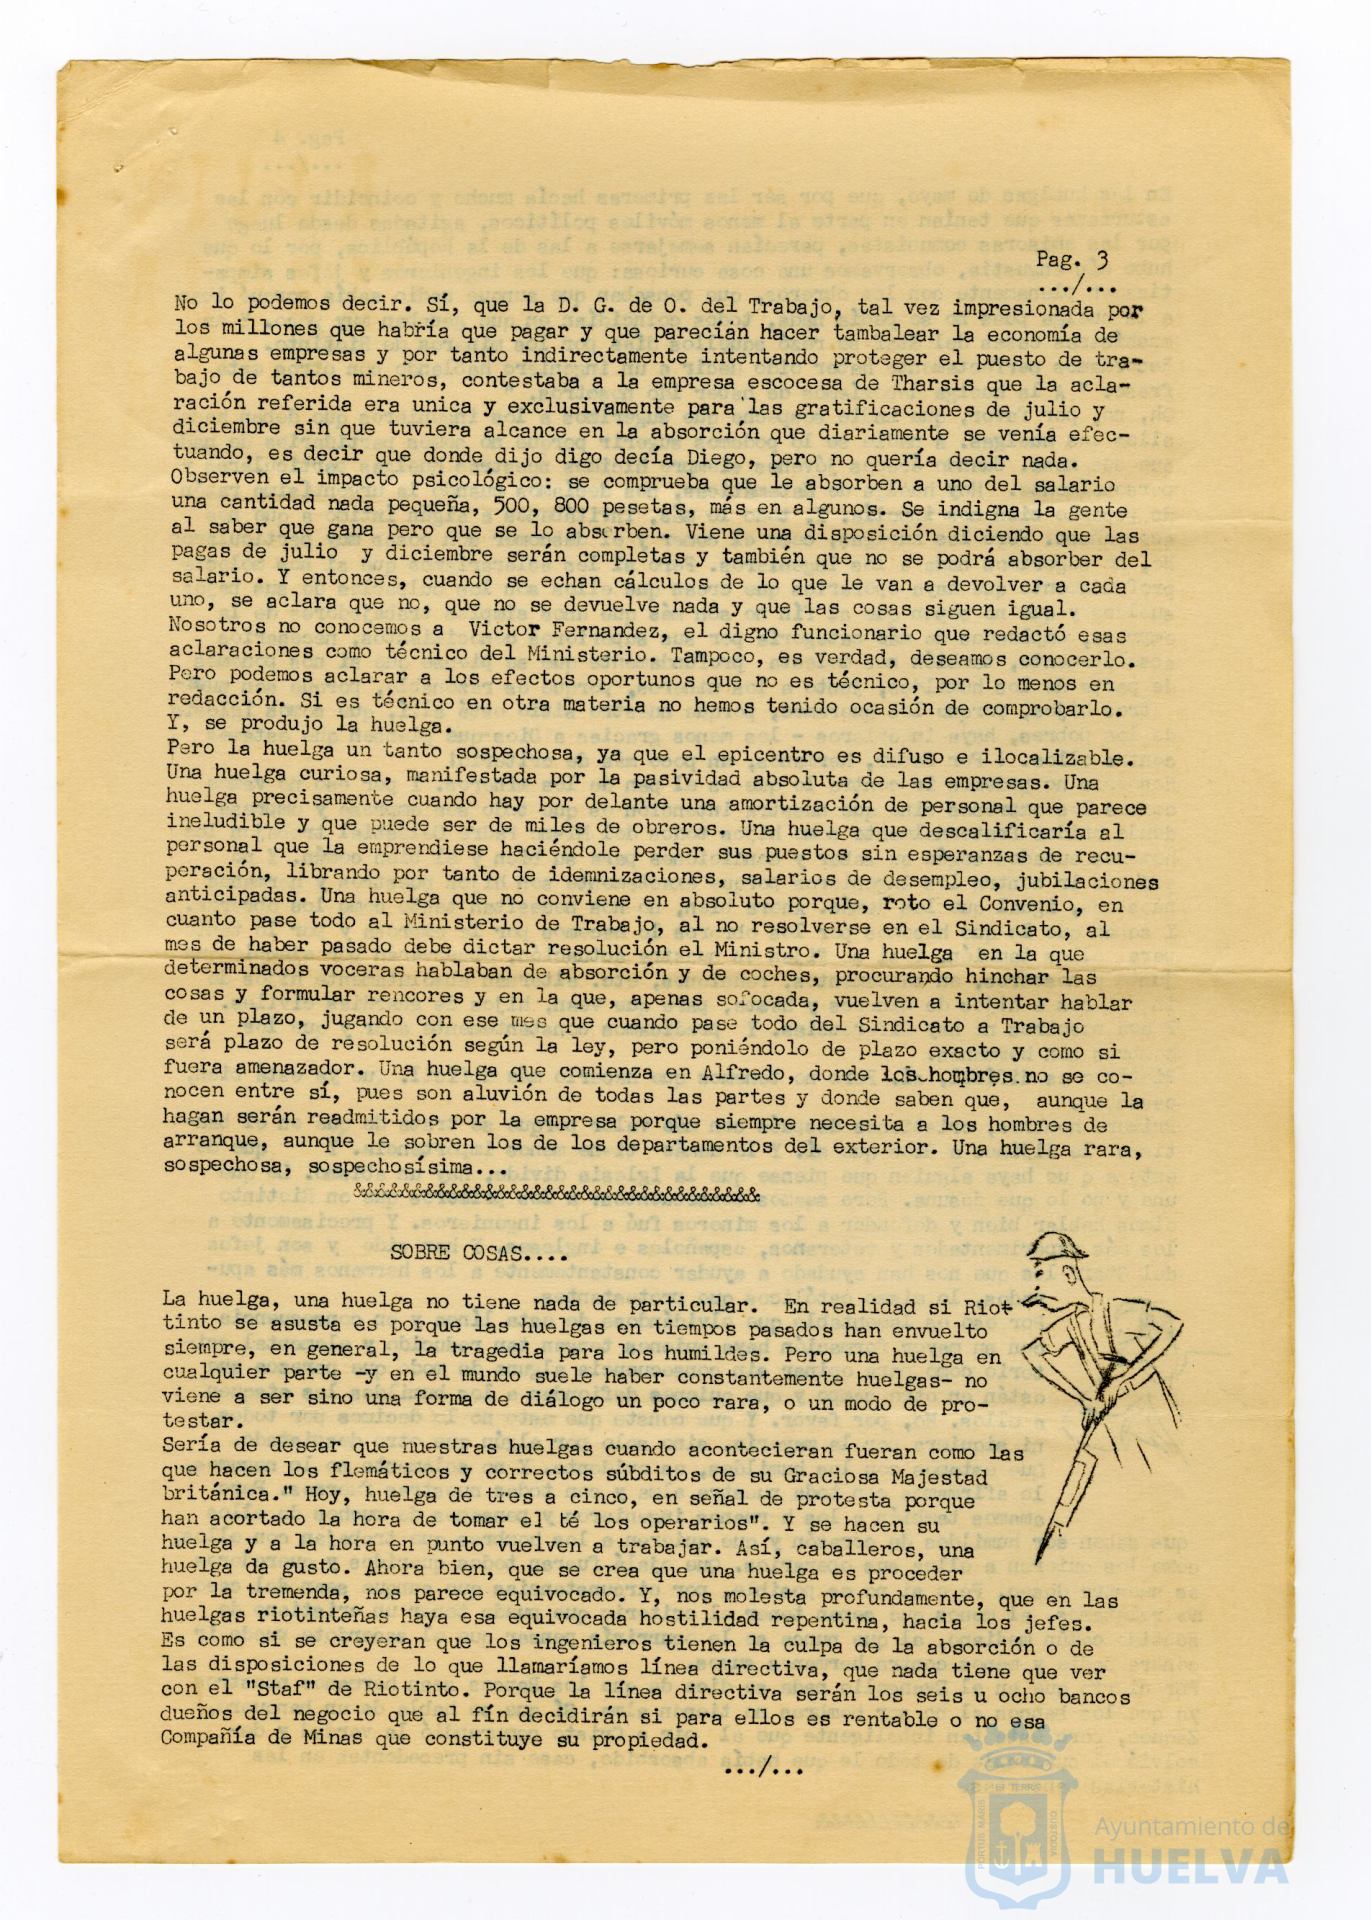 Pag. 3
.../...
No lo podemos decir. Sí, que la D. G. de O. del Trabajo, tal vez impresionada por
los millones que habría que pagar y que parecián hacer tambalear la economía de
algunas empresas y por tanto indirectamente intentando proteger el puesto de tra-
bajo de tantos mineros, contestaba a la empresa escocesa de Tharsis que la acla-
ración referida era unica y exclusivamente para las gratificaciones de julio y
diciembre sin que tuviera alcance en la absorción que diariamente se venía efec-
tuando, es decir que donde dijo digo decía Diego, pero no quería decir nada.
Observen el impacto psicológico: se comprueba que le absorben a uno del salario
una cantidad nada pequeña, 500, 800 pesetas, más en algunos. Se indigna la gente
al saber que gana pero que se lo absorben. Viene una disposición diciendo que las
pagas de julio y diciembre serán completas y también que no se podrá absorber del
salario. Y entonces, cuando se echan cálculos de lo que le van a devolver a cada
uno, se aclara que no, que no se devuelve nada y que las cosas siguen igual.
Nosotros no conocemos a Victor Fernandez, el digno funcionario que redactó esas
aclaraciones como técnico del Ministerio. Tampoco, es verdad, deseamos conocerlo.
Pero podemos aclarar a los efectos oportunos que no es técnico, por lo menos en
redacción. Si es técnico en otra materia no hemos tenido ocasión de comprobarlo.
Y, se produjo la huelga.
Pero la huelga un tanto sospechosa, ya que el epicentro es difuso e ilocalizable.
Una huelga curiosa, manifestada por la pasividad absoluta de las empresas. Una
huelga precisamente cuando hay por delante una amortización de personal que parece
ineludible y que puede ser de miles de obreros. Una huelga que descalificaría al
personal que la emprendiese haciéndole perder sus puestos sin esperanzas de recu-
peración, librando por tanto de idemnizaciones, salarios de desempleo, jubilaciones
anticipadas. Una huelga que no conviene en absoluto porque, roto el Convenio, en
cuanto pase todo al Ministerio de Trabajo, al no resolverse en el Sindicato, al
mes de haber pasado debe dictar resolución el Ministro. Una huelga en la que
determinados voceras hablaban de absorción y de coches, procurando hinchar las
cosas y formular rencores y en la que, apenas sofocada, vuelven a intentar hablar
de un plazo, jugando con ese mes que cuando pase todo del Sindicato a Trabajo
será plazo de resolución según la ley, pero poniéndolo de plazo exacto y como si
fuera amenazador. Una huelga que comienza en Alfredo, donde los hombres no se co-
nocen entre sí, pues son aluvión de todas las partes y donde saben que, aunque la
hagan serán readmitidos por la empresa porque siempre necesita a los hombres de
arranque, aunque le sobren los de los departamentos del exterior. Una huelga rara,
sospechosa, sospechosísima...
&&&&&&&&&&&&&&&&&&&&&&&&&&&&&&&&&&&
SOBRE COSAS....
La huelga, una huelga no tiene nada de particular. En realidad si Riot
tinto se asusta es porque las huelgas en tiempos pasados han envuelto
siempre, en general, la tragedia para los humildes. Pero una huelga en
cualquier parte -y en el mundo suele haber constantemente huelgas- no
viene a ser sino una forma de diálogo un poco rara, o un modo de pro-
testar.
Sería de desear que nuestras huelgas cuando acontecieran fueran como las
que hacen los flemáticos y correctos súbditos de su Graciosa Majestad
británica." Hoy, huelga de tres a cinco, en señal de protesta porque
han acortado la hora de tomar el té los operarios". Y se hacen su
huelga y a la hora en punto vuelven a trabajar. Así, caballeros, una
huelga da gusto. Ahora bien, que se crea que una huelga es proceder
por la tremenda, nos parece equivocado. Y, nos molesta profundamente, que en las
huelgas riotinteñas haya esa equivocada hostilidad repentina, hacia los jefes.
Es como si se creyeran que los ingenieros tienen la culpa de la absorción o de
las disposiciones de lo que llamaríamos línea directiva, que nada tiene que ver
con el "Staf" de Riotinto. Porque la línea directiva serán los seis u ocho bancos
dueños del negocio que al fín decidirán si para ellos es rentable o no esa
Compañía de Minas que constituye su propiedad.
.../...
Ayuntamiento de
HUELVA